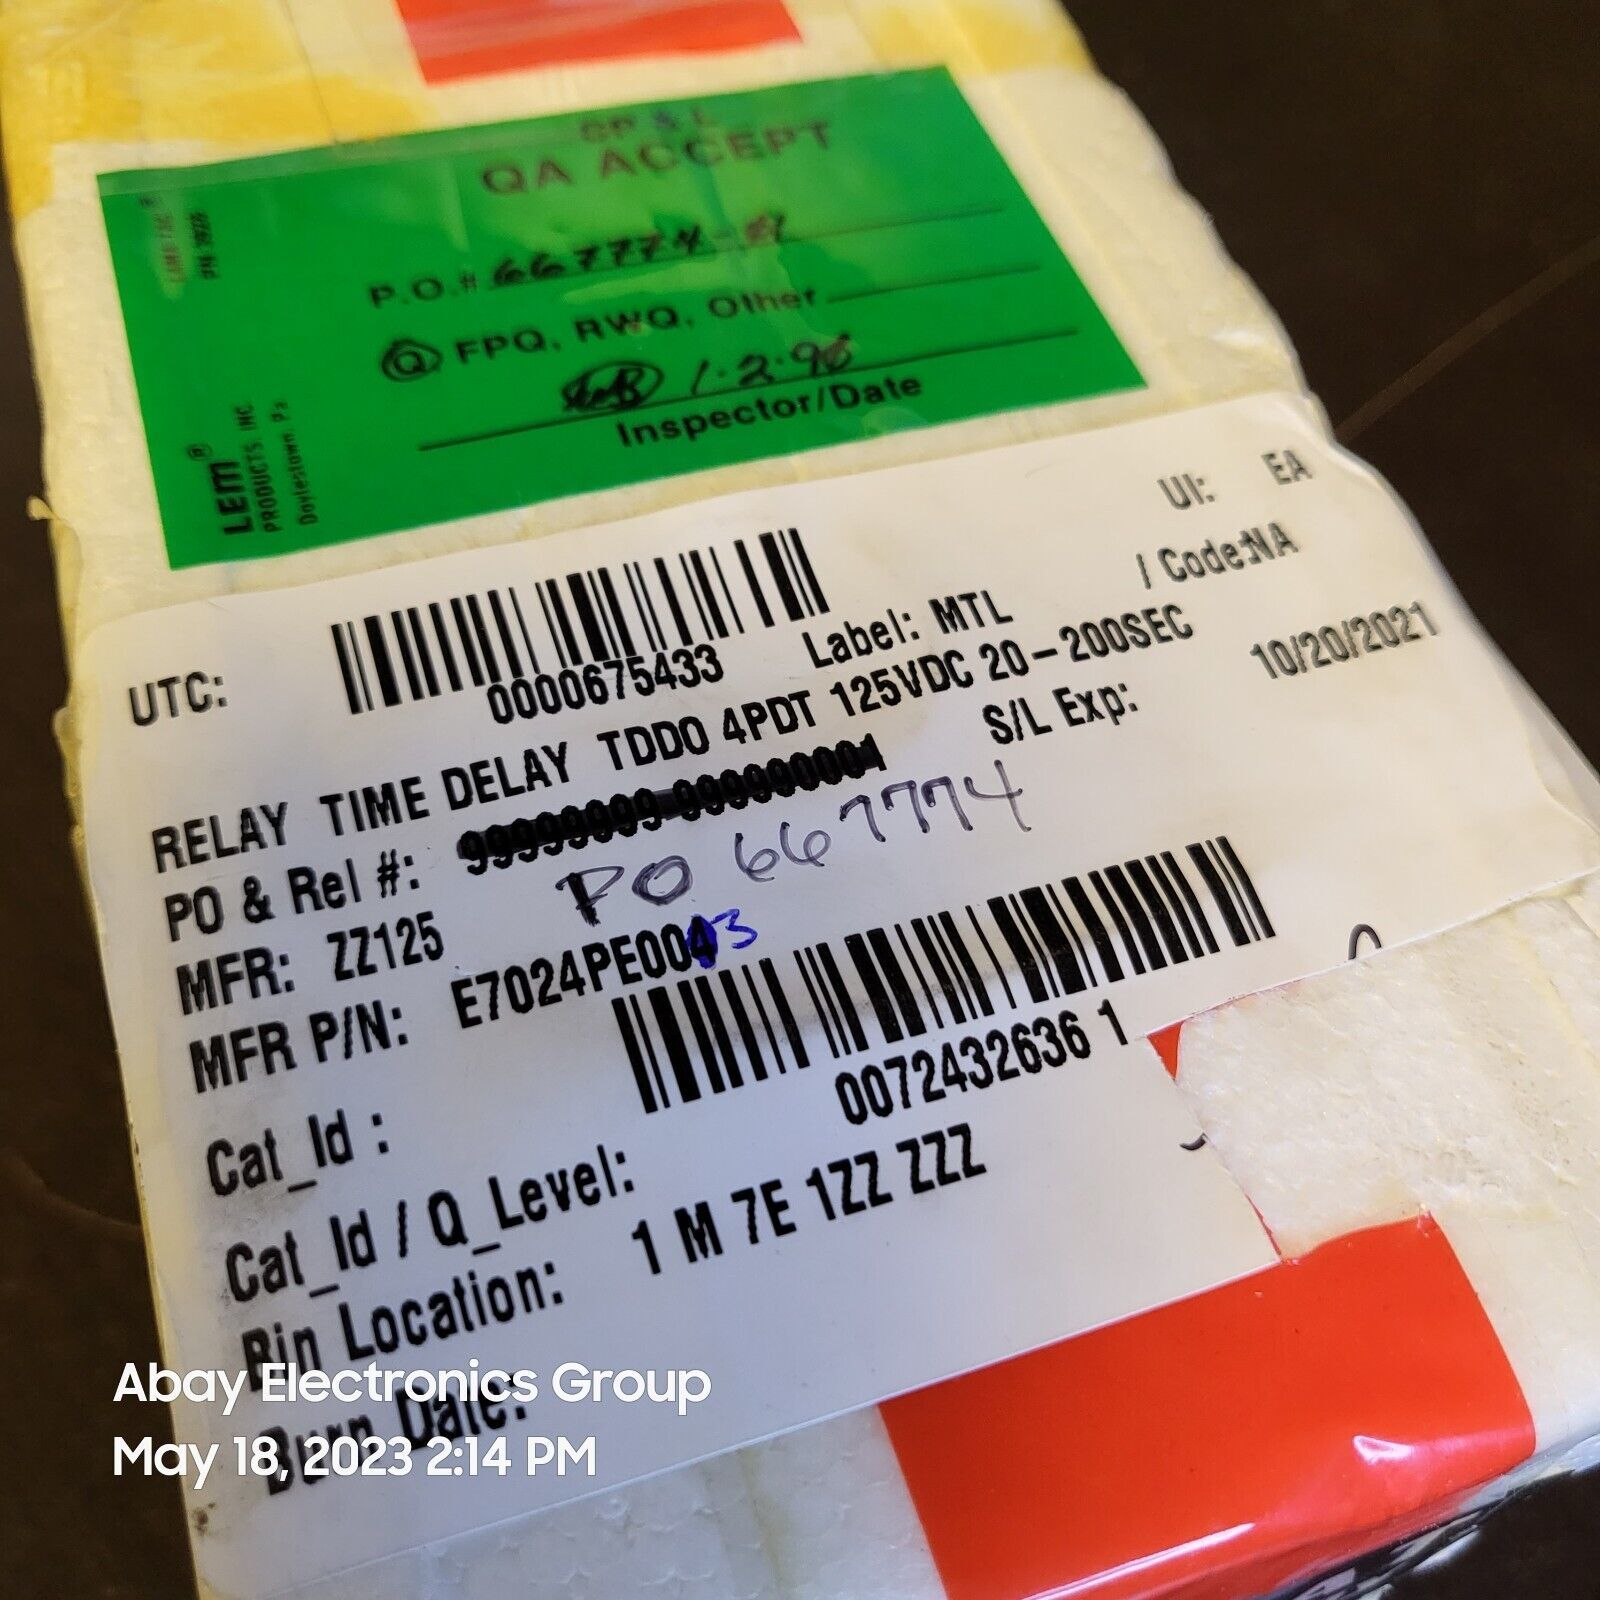 CP & L
QA ACCEPT
P.O.# 667774-
Q FPQ, RWQ, Other
1-2-96
Inspector/Date
LEM®
PRODUCTS, INC.
Doylestown, Pa.
UI: EA
UTC: 0000675433 Label: MTL / Code:NA
RELAY TIME DELAY TDDO 4PDT 125VDC 20-200SEC
PO & Rel #: 99999999-999990001 S/L Exp: 10/20/2021
PO 667774
MFR: ZZ125
MFR P/N: E7024PE0043
Cat_Id :
Cat_Id / Q_Level: 0072432636 1
Bin Location: 1 M 7E 1ZZ ZZZ
Burn Date:
Abay Electronics Group
May 18, 2023 2:14 PM